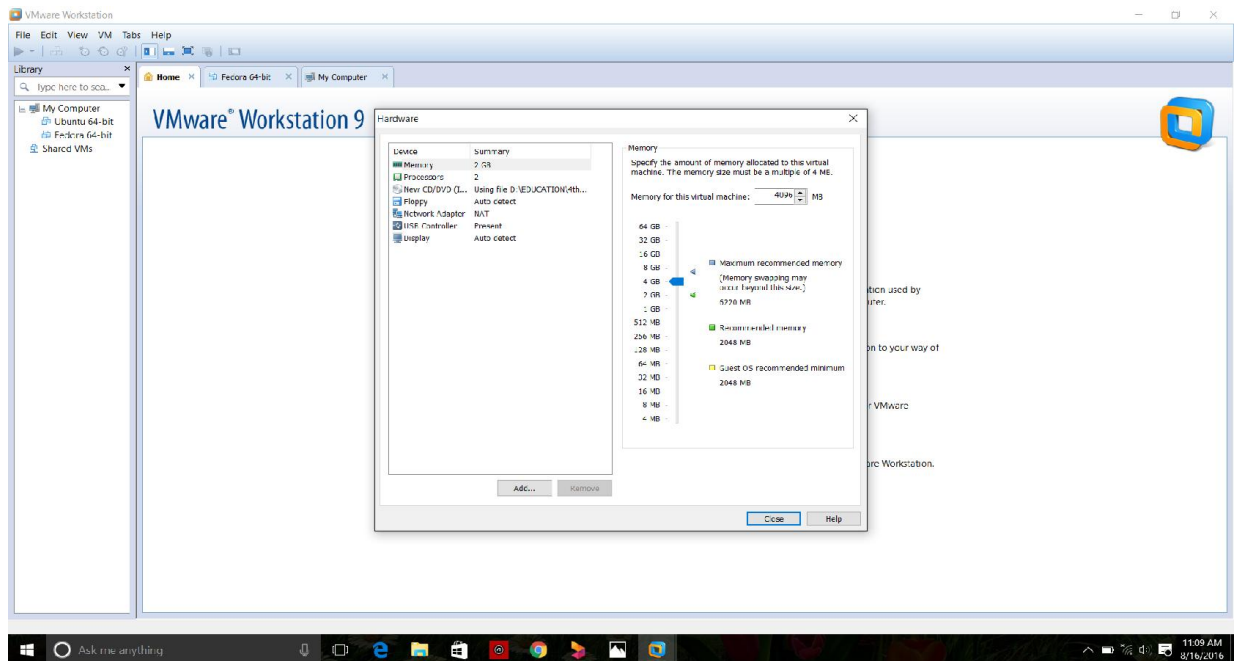 VMware Workstation
File Edit View VM Tabs Help
Library
Type here to sea...
My Computer
Ubuntu 64-bit
Fedora 64-bit
Shared VMs
Home
Fedora 64-bit
My Computer
VMware® Workstation 9
Hardware
Device Summary
Memory 2 GB
Processors 2
New CD/DVD (I... Using file D:\EDUCATION\4th...
Floppy Auto detect
Network Adapter NAT
USB Controller Present
Display Auto detect
Add... Remove
Memory
Specify the amount of memory allocated to this virtual
machine. The memory size must be a multiple of 4 MB.
Memory for this virtual machine: 4096 MB
64 GB
32 GB
16 GB
8 GB
4 GB
2 GB
1 GB
512 MB
256 MB
128 MB
64 MB
32 MB
16 MB
8 MB
4 MB
Maximum recommended memory
(Memory swapping may
occur beyond this size.)
6220 MB
Recommended memory
2048 MB
Guest OS recommended minimum
2048 MB
Close Help
used by
on to your way of
VMware
Workstation.
Ask me anything
11:09 AM
8/16/2016